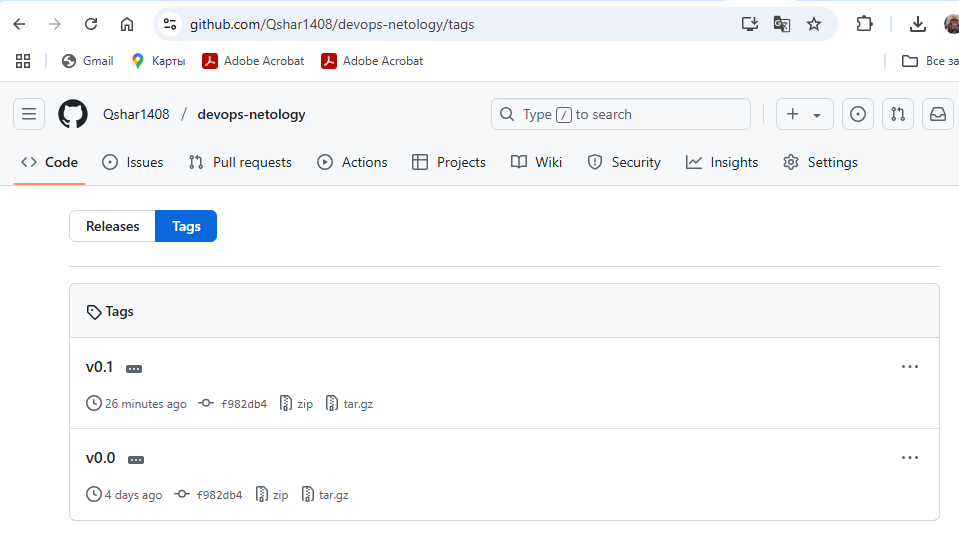 github.com/Qshar1408/devops-netology/tags
Gmail Карты Adobe Acrobat Adobe Acrobat Все за
Qshar1408 / devops-netology Type / to search
Code Issues Pull requests Actions Projects Wiki Security Insights Settings
Releases Tags
Tags
v0.1 ...
26 minutes ago f982db4 zip tar.gz
v0.0 ...
4 days ago f982db4 zip tar.gz